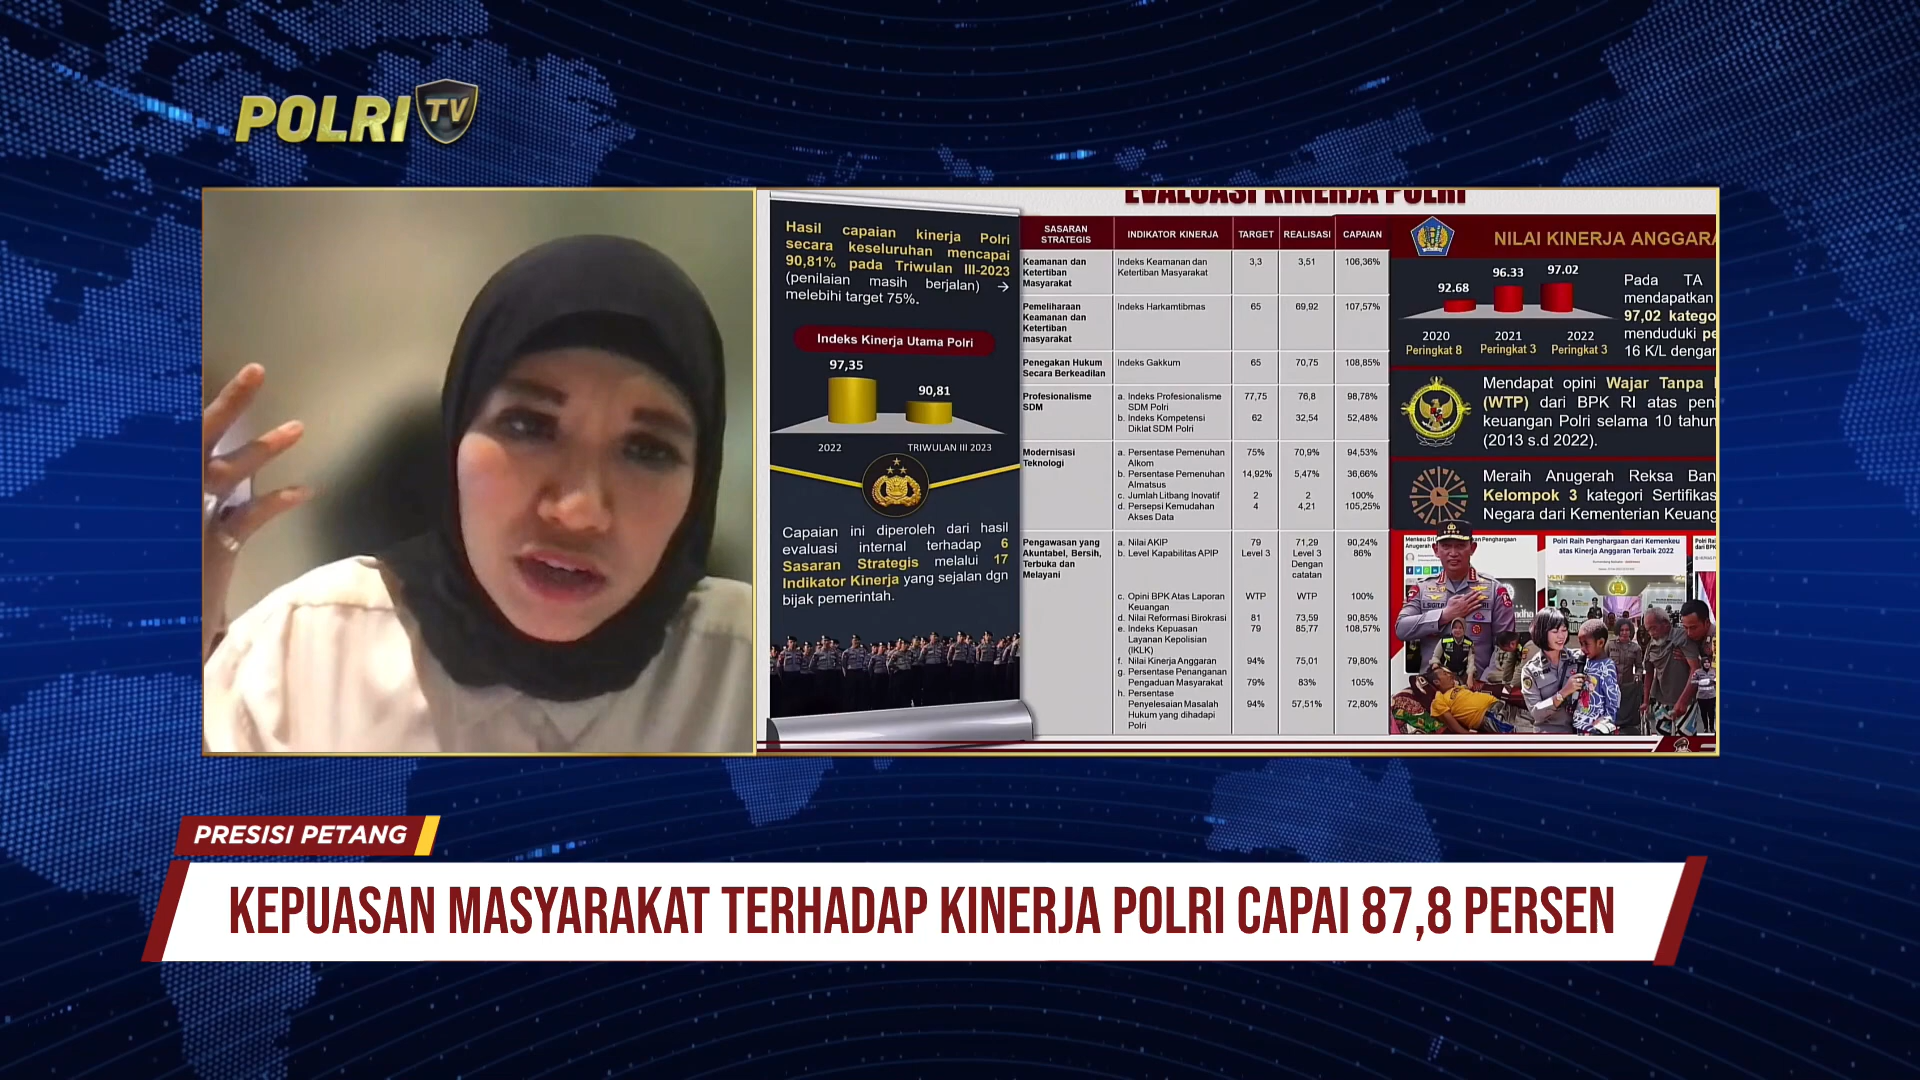 POLRI TV
EVALUASI KINERJA POLRI
Hasil capaian kinerja Polri
secara keseluruhan mencapai
90,81% pada Triwulan III-2023
(penilaian masih berjalan) →
melebihi target 75%.
Indeks Kinerja Utama Polri
97,35
90,81
2022
TRIWULAN III 2023
Capaian ini diperoleh dari hasil
evaluasi internal terhadap 6
Sasaran Strategis melalui 17
Indikator Kinerja yang sejalan dgn
bijak pemerintah.
SASARAN STRATEGIS INDIKATOR KINERJA TARGET REALISASI CAPAIAN
Keamanan dan Indeks Keamanan dan 3,3 3,51 106,36%
Ketertiban Ketertiban Masyarakat
Masyarakat
Pemeliharaan Indeks Harkamtibmas 65 69,92 107,57%
Keamanan dan
Ketertiban
masyarakat
Penegakan Hukum Indeks Gakkum 65 70,75 108,85%
Secara Berkeadilan
Profesionalisme a. Indeks Profesionalisme 77,75 76,8 98,78%
SDM SDM Polri
b. Indeks Kompetensi 62 32,54 52,48%
Diklat SDM Polri
Modernisasi a. Persentase Pemenuhan 75% 70,9% 94,53%
Teknologi Alkom
b. Persentase Pemenuhan 14,92% 5,47% 36,66%
Almatsus
c. Jumlah Litbang Inovatif 2 2 100%
d. Persepsi Kemudahan 4 4,21 105,25%
Akses Data
Pengawasan yang a. Nilai AKIP 79 71,29 90,24%
Akuntabel, Bersih, b. Level Kapabilitas APIP Level 3 Level 3 86%
Terbuka dan Dengan
Melayani catatan
c. Opini BPK Atas Laporan WTP WTP 100%
Keuangan
d. Nilai Reformasi Birokrasi 81 73,59 90,85%
e. Indeks Kepuasan 79 85,77 108,57%
Layanan Kepolisian
(IKLK)
f. Nilai Kinerja Anggaran 94% 75,01 79,80%
g. Persentase Penanganan
Pengaduan Masyarakat 79% 83% 105%
h. Persentase
Penyelesaian Masalah 94% 57,51% 72,80%
Hukum yang dihadapi
Polri
NILAI KINERJA ANGGARA
92.68
96.33
97.02
2020 2021 2022
Peringkat 8 Peringkat 3 Peringkat 3
Pada TA
mendapatkan
97,02 katego
menduduki pe
16 K/L dengan
Mendapat opini Wajar Tanpa
(WTP) dari BPK RI atas peni
keuangan Polri selama 10 tahun
(2013 s.d 2022).
Meraih Anugerah Reksa Ban
Kelompok 3 kategori Sertifikas
Negara dari Kementerian Keuang
Menkeu Sri
Penghargaan
Anugerah
Polri Raih Penghargaan dari Kemenkeu
atas Kinerja Anggaran Terbaik 2022
Polri Rai
dari BPK
PRESISI PETANG
KEPUASAN MASYARAKAT TERHADAP KINERJA POLRI CAPAI 87,8 PERSEN